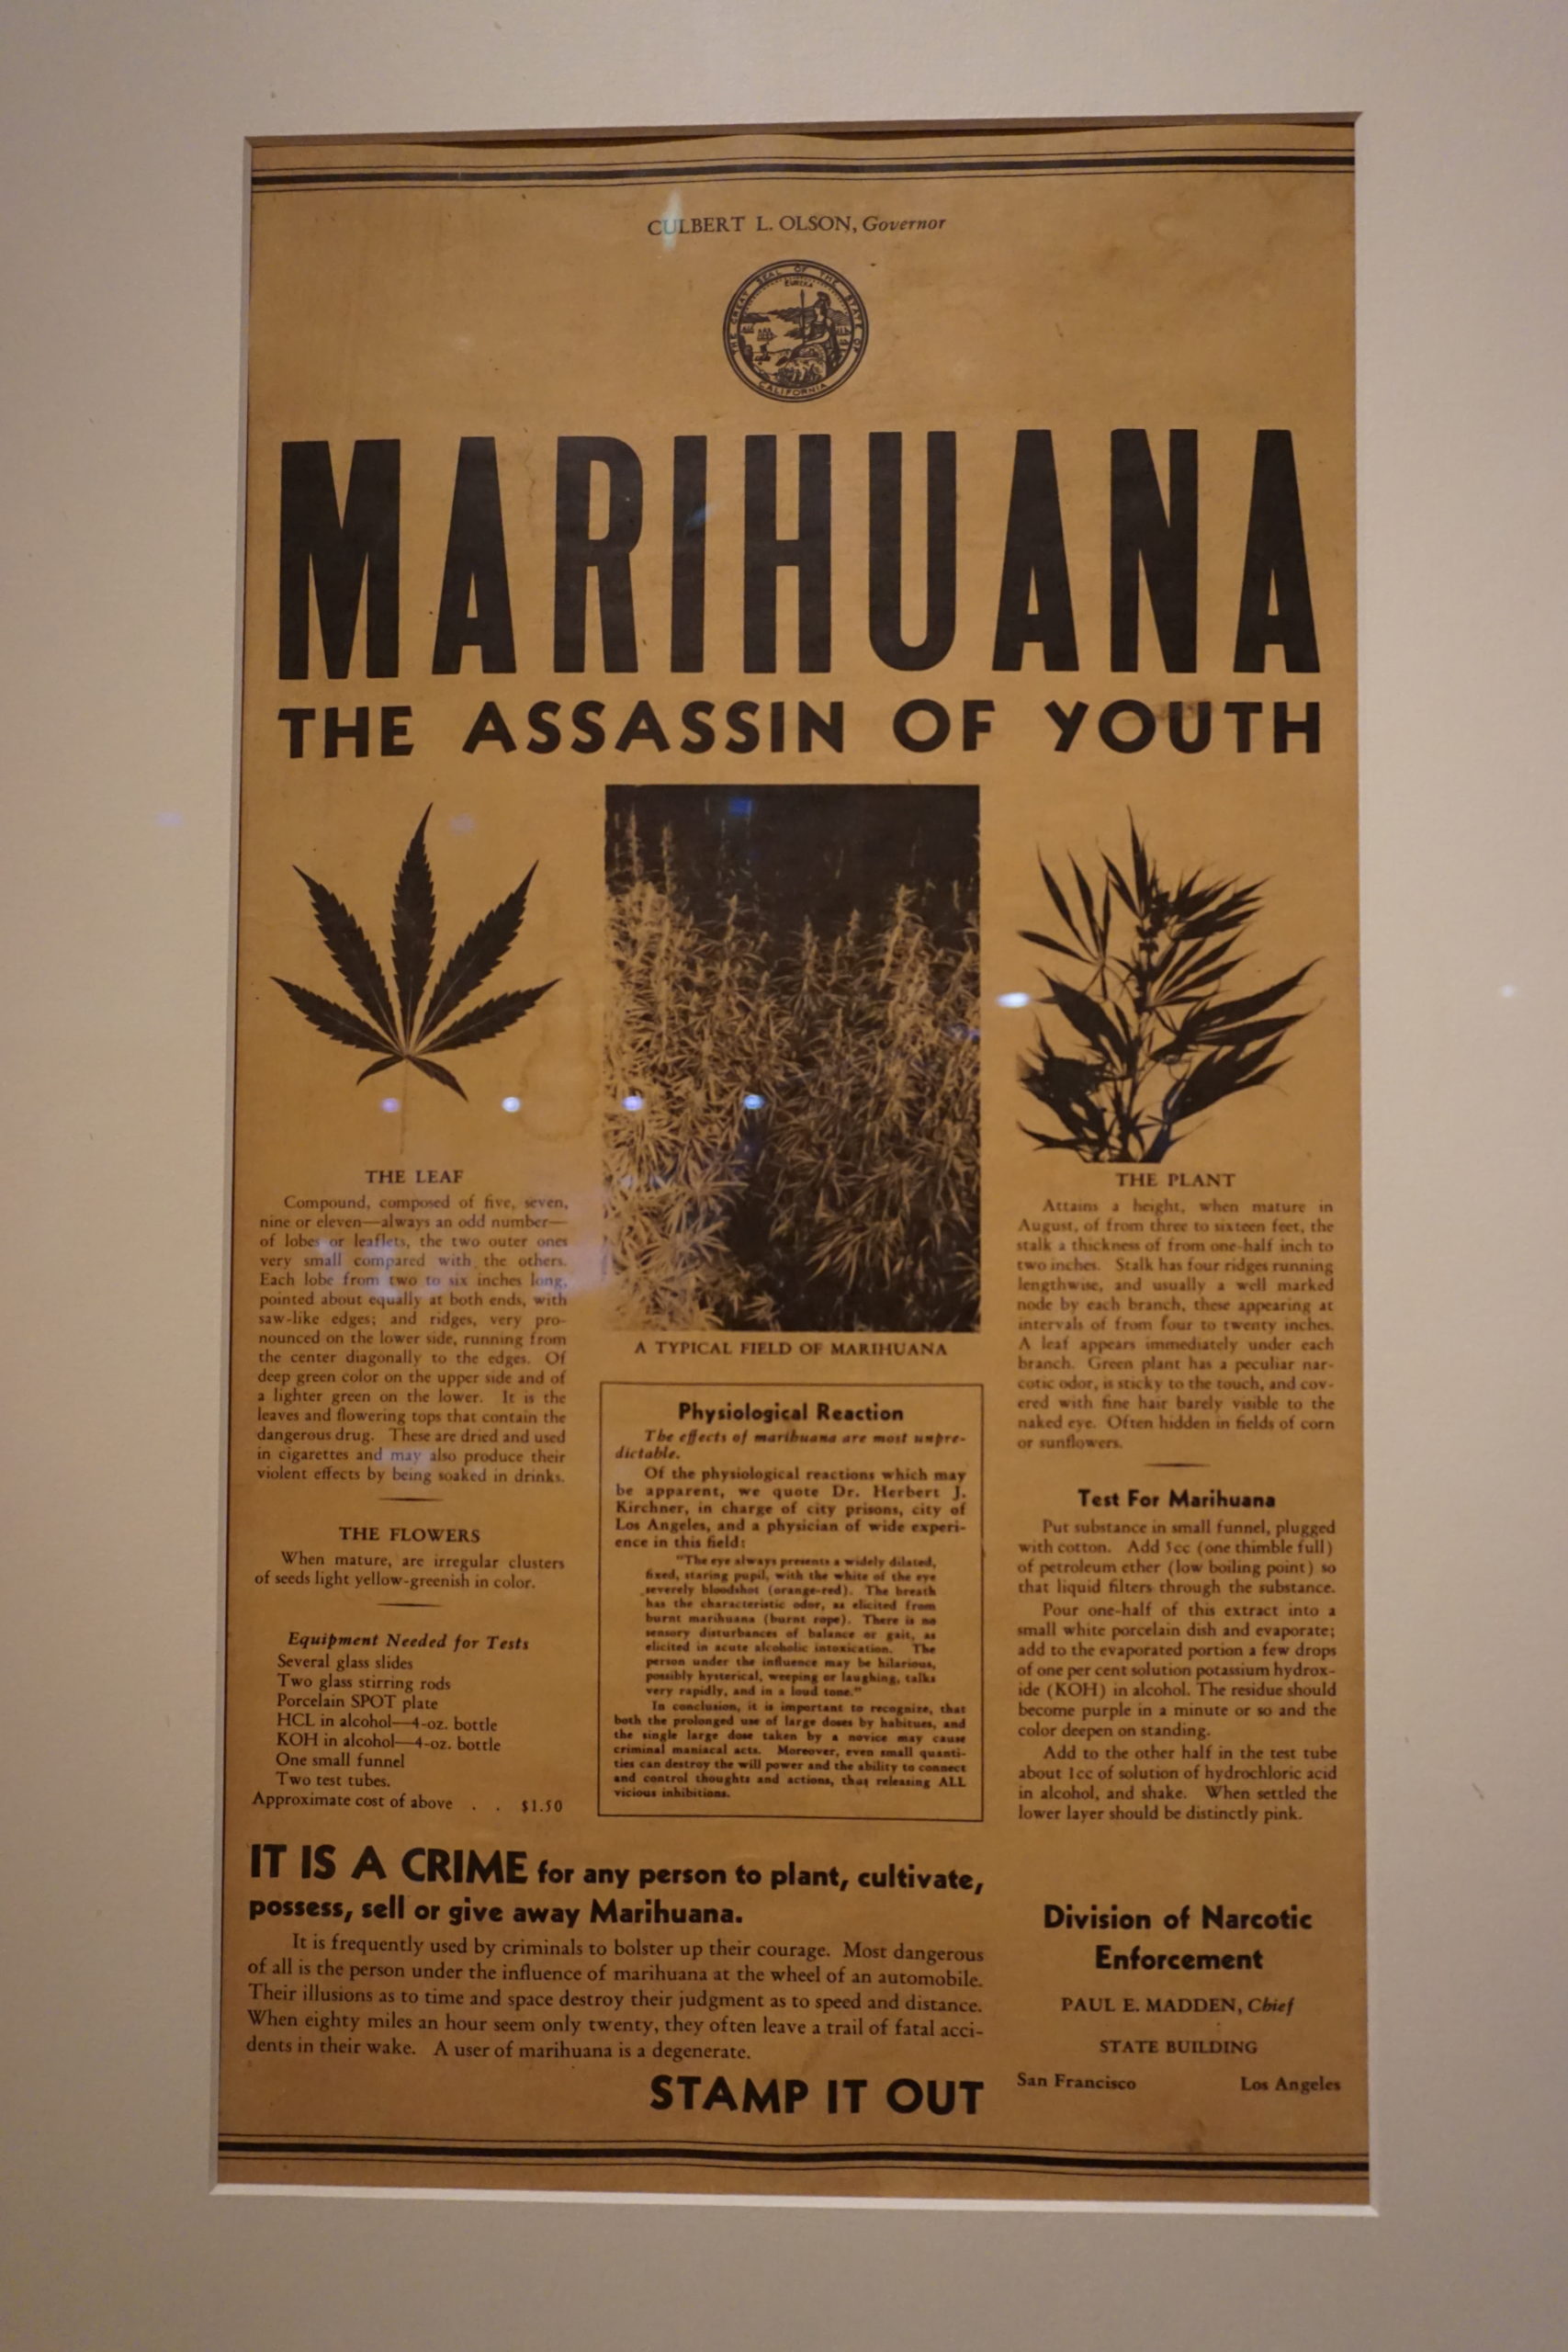 CULBERT L. OLSON, Governor
THE GREAT SEAL OF THE STATE OF CALIFORNIA
EUREKA
MARIHUANA
THE ASSASSIN OF YOUTH
THE LEAF
Compound, composed of five, seven,
nine or eleven—always an odd number—
of lobes or leaflets, the two outer ones
very small compared with the others.
Each lobe from two to six inches long,
pointed about equally at both ends, with
saw-like edges; and ridges, very pro-
nounced on the lower side, running from
the center diagonally to the edges. Of
deep green color on the upper side and of
a lighter green on the lower. It is the
leaves and flowering tops that contain the
dangerous drug. These are dried and used
in cigarettes and may also produce their
violent effects by being soaked in drinks.
THE FLOWERS
When mature, are irregular clusters
of seeds light yellow-greenish in color.
Equipment Needed for Tests
Several glass slides
Two glass stirring rods
Porcelain SPOT plate
HCL in alcohol—4-oz. bottle
KOH in alcohol—4-oz. bottle
One small funnel
Two test tubes.
Approximate cost of above . . $1.50
A TYPICAL FIELD OF MARIHUANA
Physiological Reaction
The effects of marihuana are most unpre-
dictable.
Of the physiological reactions which may
be apparent, we quote Dr. Herbert J.
Kirchner, in charge of city prisons, city of
Los Angeles, and a physician of wide experi-
ence in this field:
"The eye always presents a widely dilated,
fixed, staring pupil, with the white of the eye
severely bloodshot (orange-red). The breath
has the characteristic odor, as elicited from
burnt marihuana (burnt rope). There is no
sensory disturbances of balance or gait, as
elicited in acute alcoholic intoxication. The
person under the influence may be hilarious,
possibly hysterical, weeping or laughing, talks
very rapidly, and in a loud tone."
In conclusion, it is important to recognize, that
both the prolonged use of large doses by habitues, and
the single large dose taken by a novice may cause
criminal maniacal acts. Moreover, even small quanti-
ties can destroy the will power and the ability to connect
and control thoughts and actions, thus releasing ALL
vicious inhibitions.
THE PLANT
Attains a height, when mature in
August, of from three to sixteen feet, the
stalk a thickness of from one-half inch to
two inches. Stalk has four ridges running
lengthwise, and usually a well marked
node by each branch, these appearing at
intervals of from four to twenty inches.
A leaf appears immediately under each
branch. Green plant has a peculiar nar-
cotic odor, is sticky to the touch, and cov-
ered with fine hair barely visible to the
naked eye. Often hidden in fields of corn
or sunflowers.
Test For Marihuana
Put substance in small funnel, plugged
with cotton. Add 5cc (one thimble full)
of petroleum ether (low boiling point) so
that liquid filters through the substance.
Pour one-half of this extract into a
small white porcelain dish and evaporate;
add to the evaporated portion a few drops
of one per cent solution potassium hydrox-
ide (KOH) in alcohol. The residue should
become purple in a minute or so and the
color deepen on standing.
Add to the other half in the test tube
about 1cc of solution of hydrochloric acid
in alcohol, and shake. When settled the
lower layer should be distinctly pink.
IT IS A CRIME for any person to plant, cultivate,
possess, sell or give away Marihuana.
It is frequently used by criminals to bolster up their courage. Most dangerous
of all is the person under the influence of marihuana at the wheel of an automobile.
Their illusions as to time and space destroy their judgment as to speed and distance.
When eighty miles an hour seem only twenty, they often leave a trail of fatal acci-
dents in their wake. A user of marihuana is a degenerate.
STAMP IT OUT
Division of Narcotic
Enforcement
PAUL E. MADDEN, Chief
STATE BUILDING
San Francisco Los Angeles